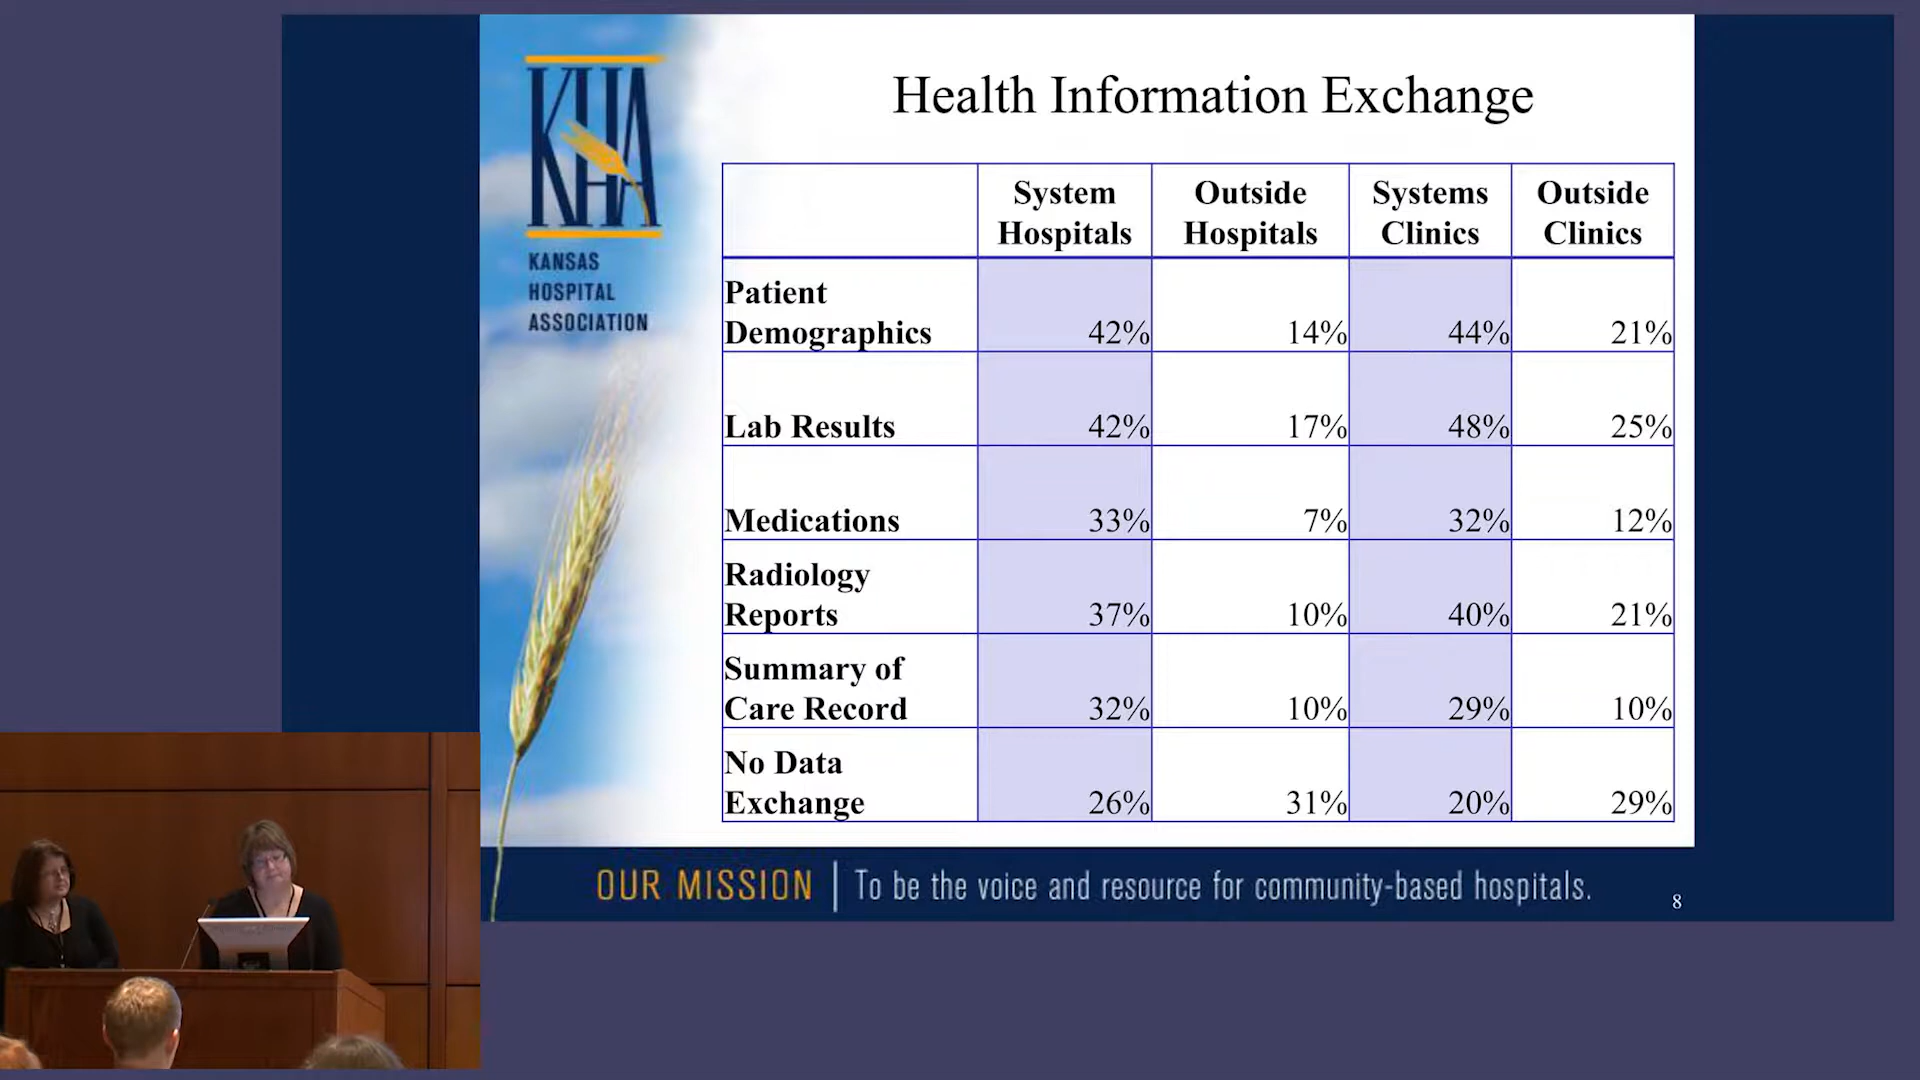 KHA
KANSAS
HOSPITAL
ASSOCIATION
Health Information Exchange
System Hospitals Outside Hospitals Systems Clinics Outside Clinics
Patient Demographics 42% 14% 44% 21%
Lab Results 42% 17% 48% 25%
Medications 33% 7% 32% 12%
Radiology Reports 37% 10% 40% 21%
Summary of Care Record 32% 10% 29% 10%
No Data Exchange 26% 31% 20% 29%
OUR MISSION | To be the voice and resource for community-based hospitals.
8